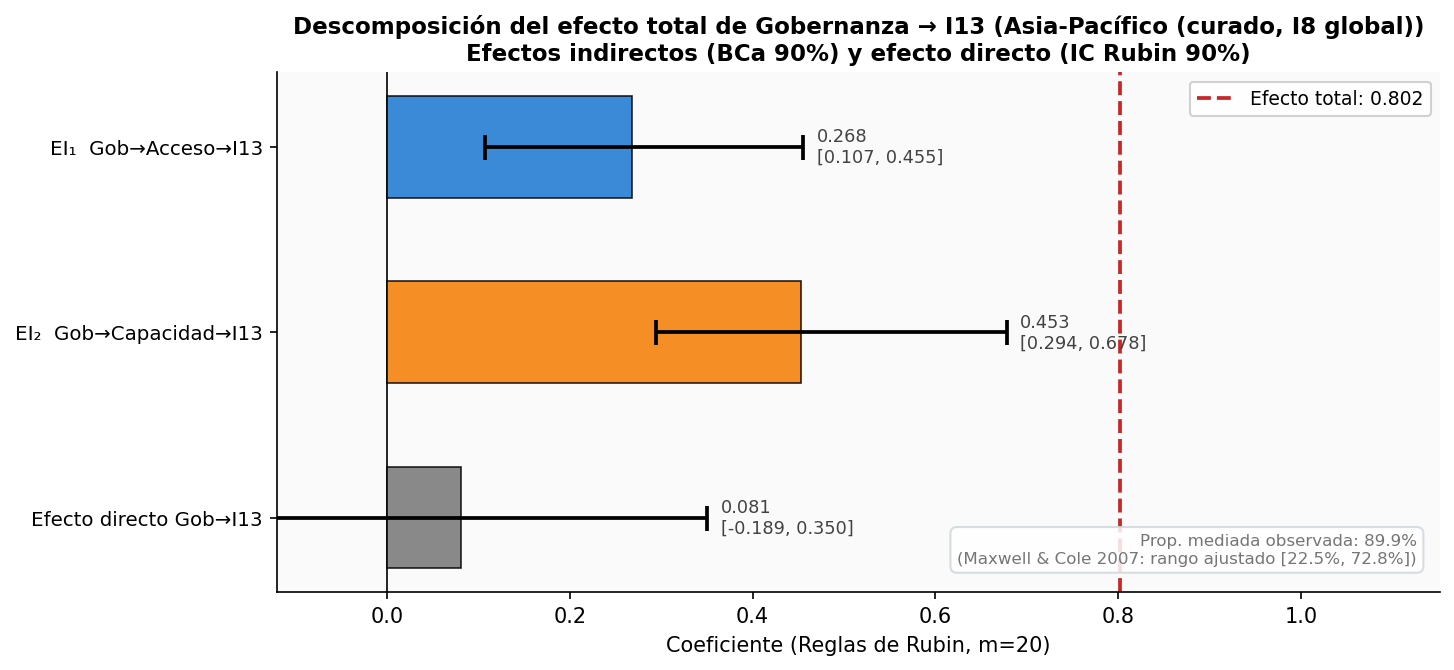 Descomposición del efecto total de Gobernanza → I13 (Asia-Pacífico (curado, I8 global))
Efectos indirectos (BCa 90%) y efecto directo (IC Rubin 90%)
Efecto total: 0.802
EI₁  Gob→Acceso→I13
0.268
[0.107, 0.455]
EI₂  Gob→Capacidad→I13
0.453
[0.294, 0.678]
Efecto directo Gob→I13
0.081
[-0.189, 0.350]
Prop. mediada observada: 89.9%
(Maxwell & Cole 2007: rango ajustado [22.5%, 72.8%])
0.0 0.2 0.4 0.6 0.8 1.0
Coeficiente (Reglas de Rubin, m=20)